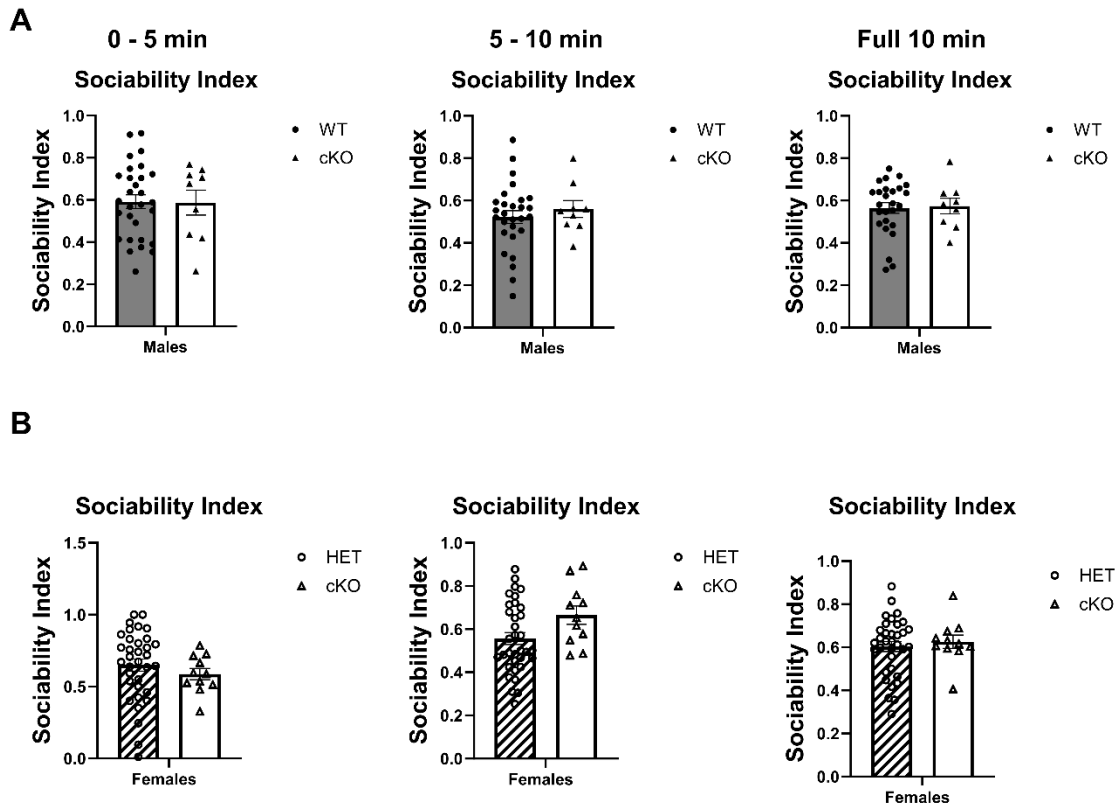 A
0 - 5 min
5 - 10 min
Full 10 min
Sociability Index
Sociability Index
Sociability Index
Sociability Index
1.0
0.8
0.6
0.4
0.2
0.0
WT
cKO
Males
Sociability Index
1.0
0.8
0.6
0.4
0.2
0.0
WT
cKO
Males
Sociability Index
1.0
0.8
0.6
0.4
0.2
0.0
WT
cKO
Males
B
Sociability Index
Sociability Index
Sociability Index
Sociability Index
1.5
1.0
0.5
0.0
HET
cKO
Females
Sociability Index
1.0
0.8
0.6
0.4
0.2
0.0
HET
cKO
Females
Sociability Index
1.0
0.8
0.6
0.4
0.2
0.0
HET
cKO
Females